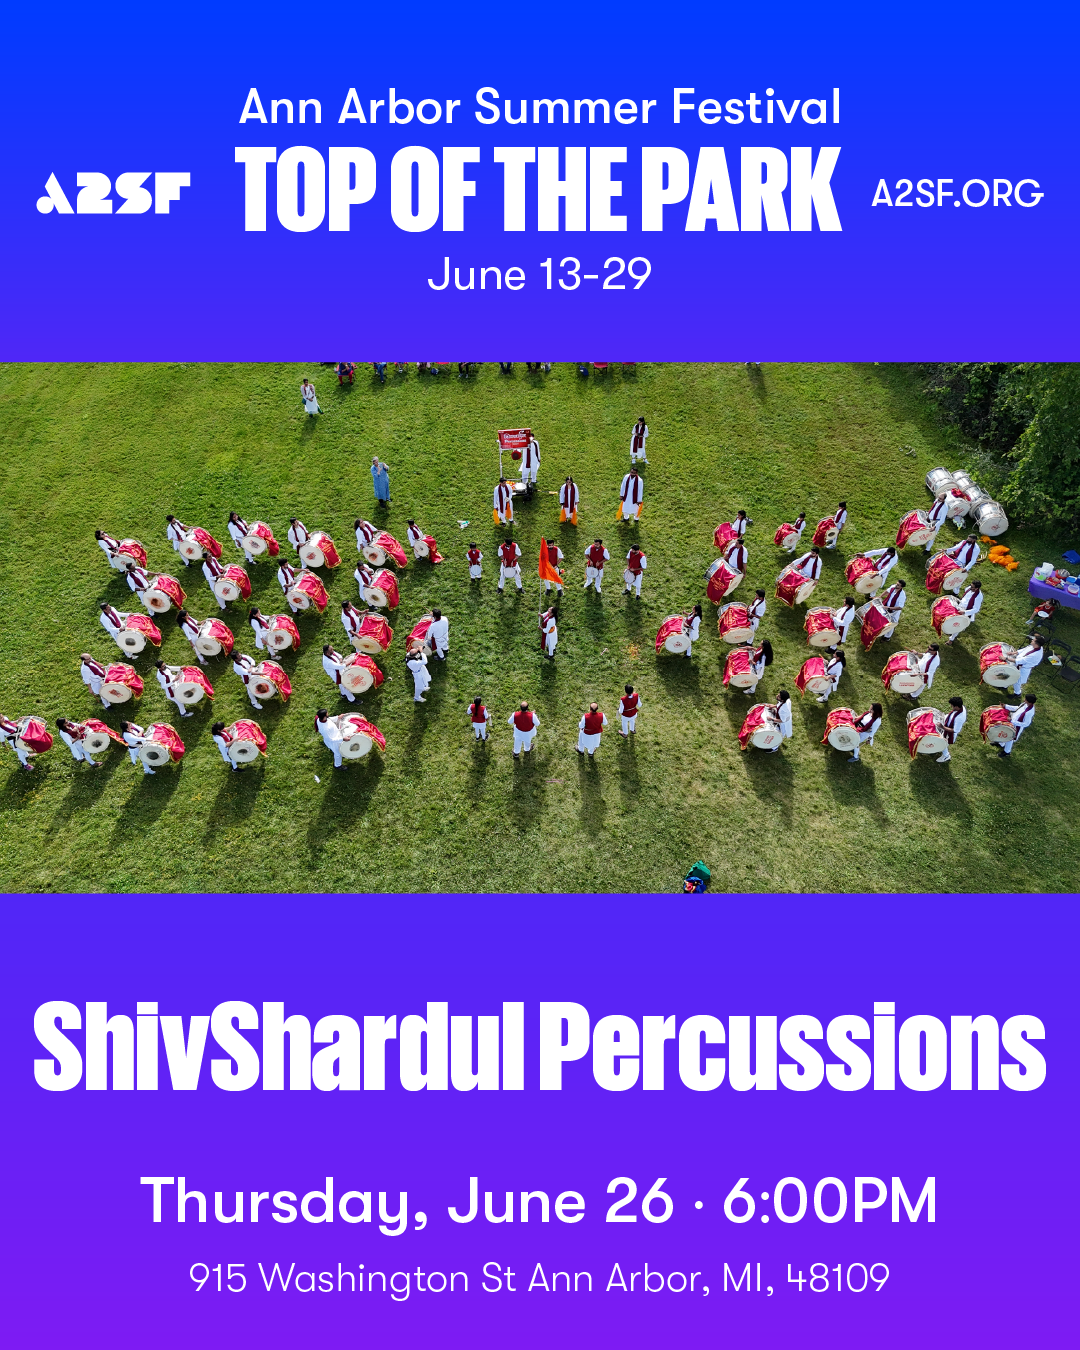 Ann Arbor Summer Festival
A2SF
TOP OF THE PARK
A2SF.ORG
June 13-29
ShivShardul Percussions
Thursday, June 26 · 6:00PM
915 Washington St Ann Arbor, MI, 48109